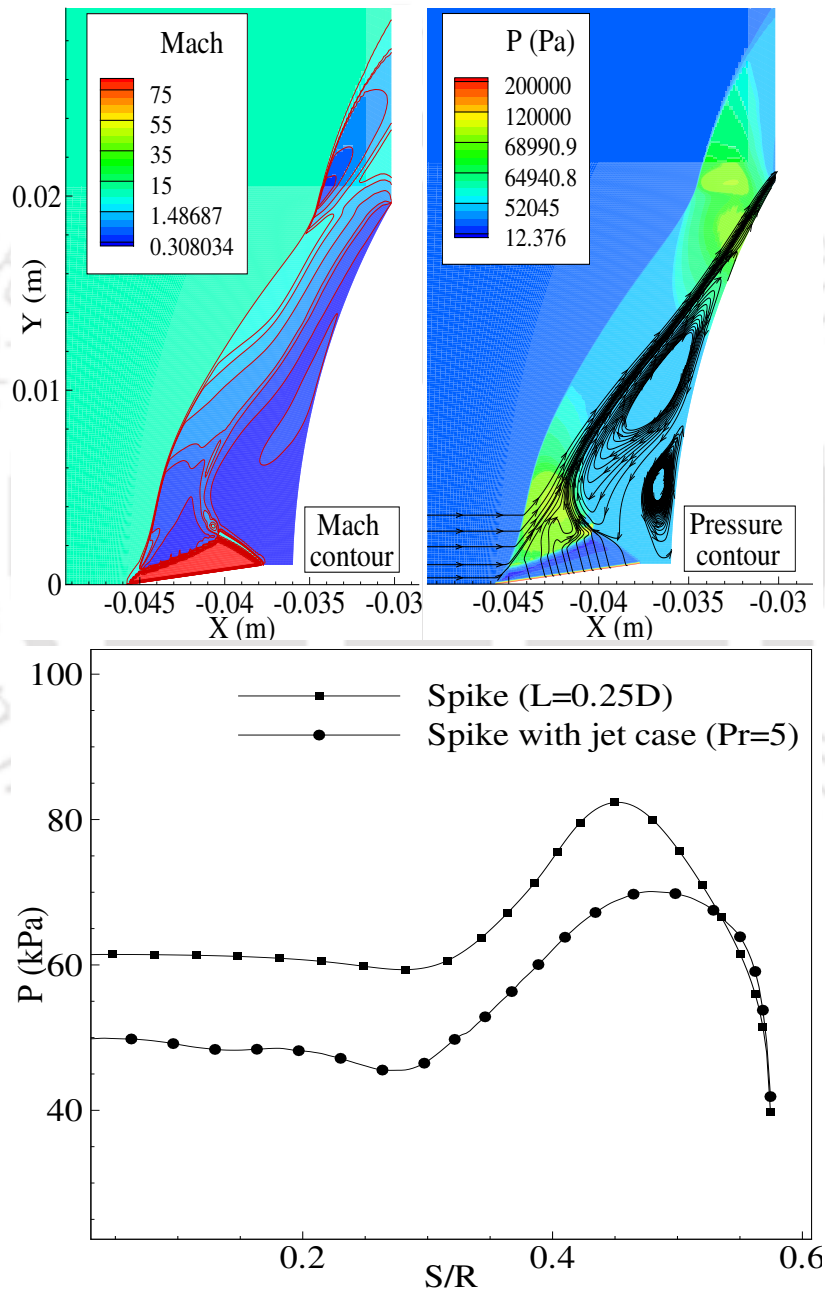 Mach
75
55
35
15
1.48687
0.308034
Mach
contour
Y (m)
0.02
0.01
0
-0.045
-0.04
-0.035
-0.03
X (m)
P (Pa)
200000
120000
68990.9
64940.8
52045
12.376
Pressure
contour
-0.045
-0.04
-0.035
-0.03
X (m)
Spike (L=0.25D)
Spike with jet case (Pr=5)
P (kPa)
100
80
60
40
0.2
0.4
0.6
S/R